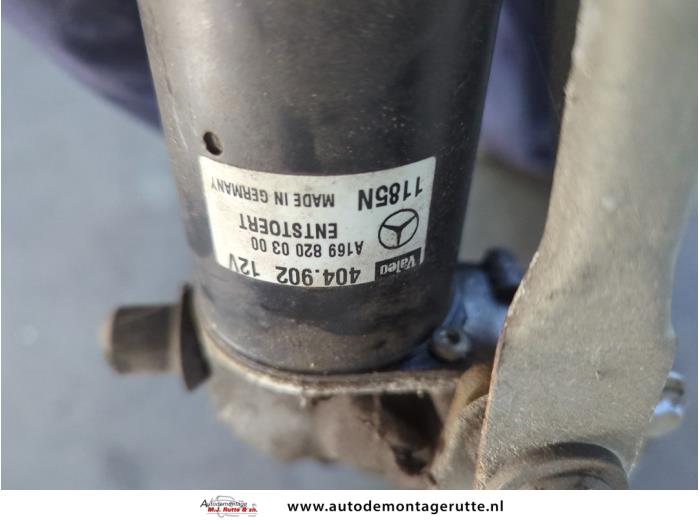 Valeo 404.902 12V
A169 820 03 00
ENTSTOERT
1185N MADE IN GERMANY
Autodemontage
M.J. Rutte & zn.
www.autodemontagerutte.nl